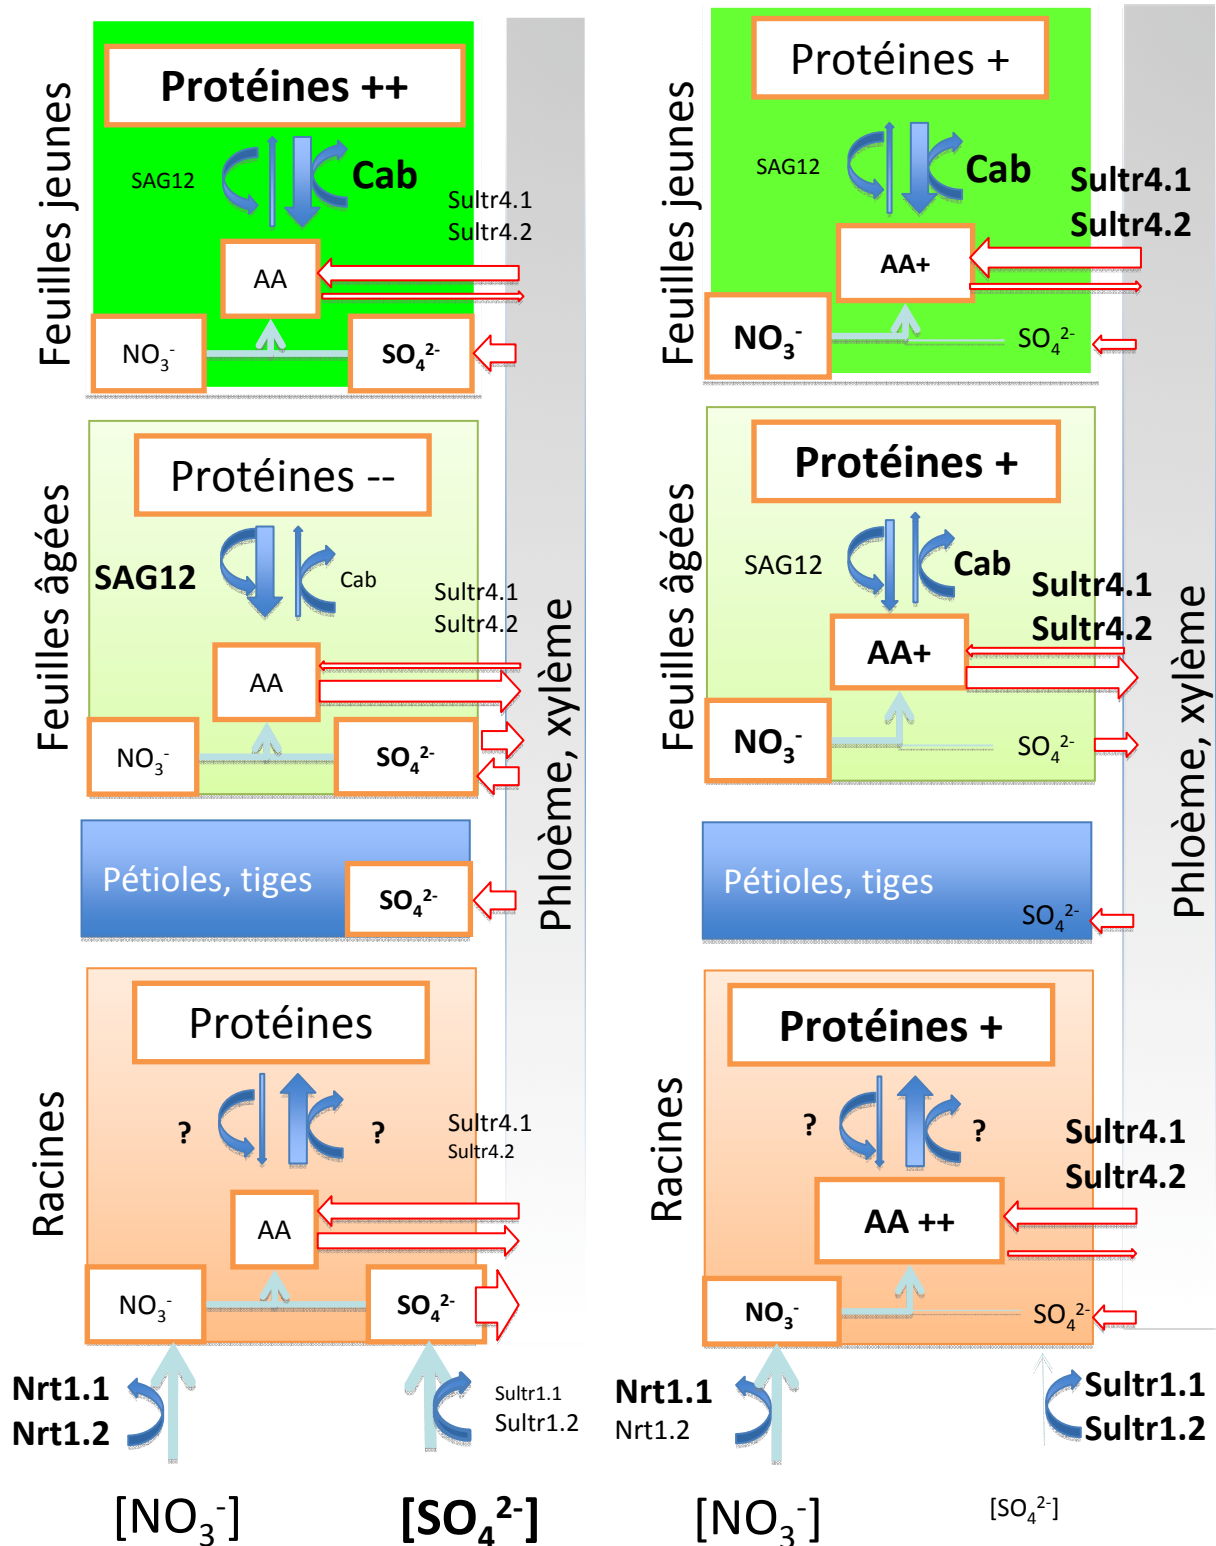 Feuilles jeunes
Protéines ++
SAG12
Cab
Sultr4.1
Sultr4.2
AA
NO₃⁻
SO₄²⁻
Feuilles âgées
Protéines --
SAG12
Cab
Sultr4.1
Sultr4.2
AA
NO₃⁻
SO₄²⁻
Phloème, xylème
Pétioles, tiges
SO₄²⁻
Racines
Protéines
?
?
Sultr4.1
Sultr4.2
AA
NO₃⁻
SO₄²⁻
Nrt1.1
Nrt1.2
Sultr1.1
Sultr1.2
[NO₃⁻]
[SO₄²⁻]
Feuilles jeunes
Protéines +
SAG12
Cab
Sultr4.1
Sultr4.2
AA+
NO₃⁻
SO₄²⁻
Feuilles âgées
Protéines +
SAG12
Cab
Sultr4.1
Sultr4.2
AA+
NO₃⁻
SO₄²⁻
Phloème, xylème
Pétioles, tiges
SO₄²⁻
Racines
Protéines +
?
?
Sultr4.1
Sultr4.2
AA ++
NO₃⁻
SO₄²⁻
Nrt1.1
Nrt1.2
Sultr1.1
Sultr1.2
[NO₃⁻]
[SO₄²⁻]